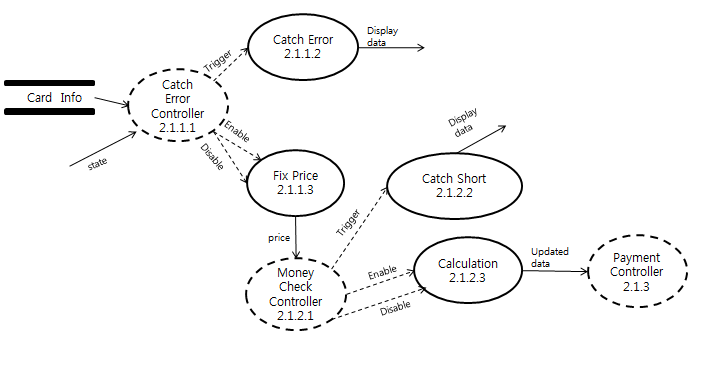 Card Info
state
Catch
Error
Controller
2.1.1.1
Trigger
Catch Error
2.1.1.2
Display
data
Enable
Disable
Fix Price
2.1.1.3
price
Money
Check
Controller
2.1.2.1
Trigger
Catch Short
2.1.2.2
Display
data
Enable
Disable
Calculation
2.1.2.3
Updated
data
Payment
Controller
2.1.3